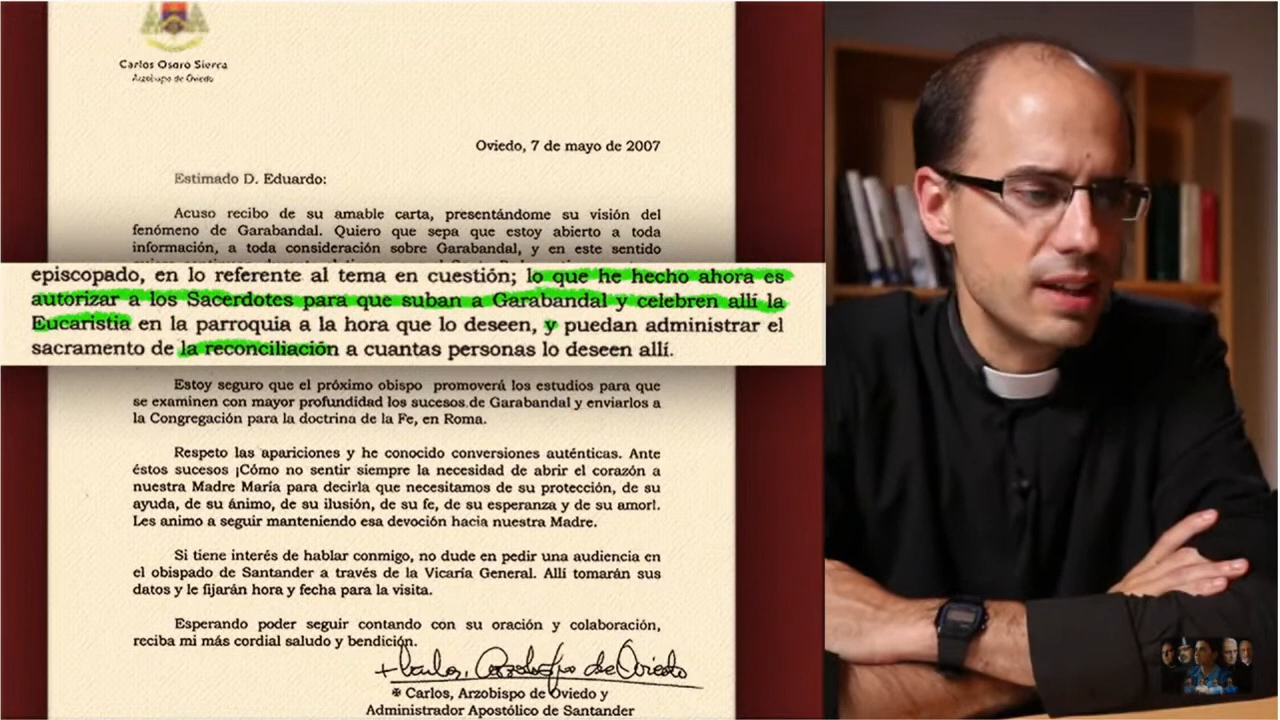 Carlos Osoro Sierra
Arzobispo de Oviedo
Oviedo, 7 de mayo de 2007
Estimado D. Eduardo:
Acuso recibo de su amable carta, presentándome su visión del
fenómeno de Garabandal. Quiero que sepa que estoy abierto a toda
información, a toda consideración sobre Garabandal, y en este sentido
episcopado, en lo referente al tema en cuestión; lo que he hecho ahora es
autorizar a los Sacerdotes para que suban a Garabandal y celebren allí la
Eucaristia en la parroquia a la hora que lo deseen, y puedan administrar el
sacramento de la reconciliación a cuantas personas lo deseen allí.
Estoy seguro que el próximo obispo promoverá los estudios para que
se examinen con mayor profundidad los sucesos de Garabandal y enviarlos a
la Congregación para la doctrina de la Fe, en Roma.
Respeto las apariciones y he conocido conversiones auténticas. Ante
éstos sucesos ¡Cómo no sentir siempre la necesidad de abrir el corazón a
nuestra Madre María para decirla que necesitamos de su protección, de su
ayuda, de su ánimo, de su ilusión, de su fe, de su esperanza y de su amor!.
Les animo a seguir manteniendo esa devoción hacia nuestra Madre.
Si tiene interés de hablar conmigo, no dude en pedir una audiencia en
el obispado de Santander a través de la Vicaría General. Allí tomarán sus
datos y le fijarán hora y fecha para la visita.
Esperando poder seguir contando con su oración y colaboración,
reciba mi más cordial saludo y bendición.
+ Carlos, Arzobispo de Oviedo
✠ Carlos, Arzobispo de Oviedo y
Administrador Apostólico de Santander